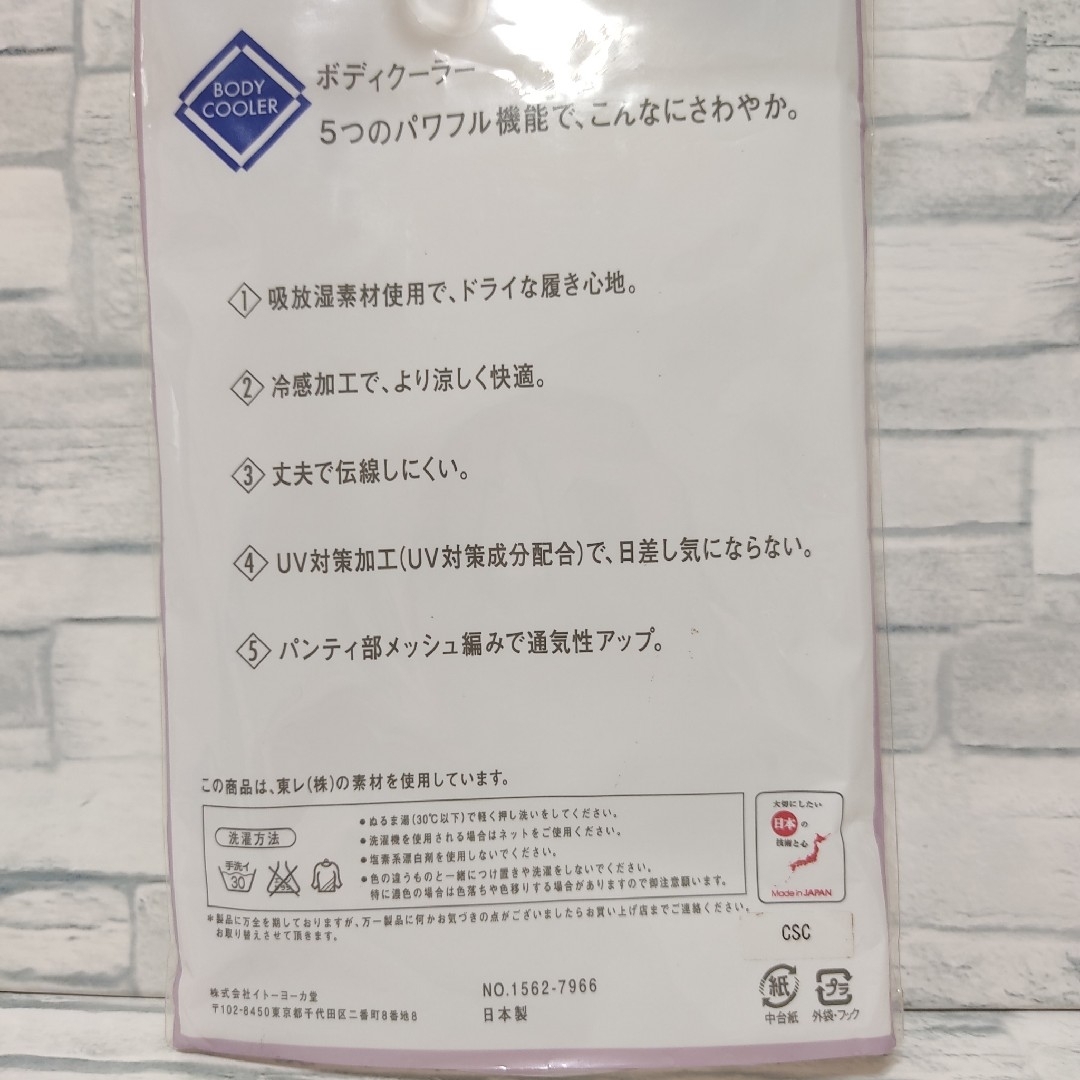 BODY
COOLER
ボディクーラー
5つのパワフル機能で、こんなにさわやか。
1 吸放湿素材使用で、ドライな履き心地。
2 冷感加工で、より涼しく快適。
3 丈夫で伝線しにくい。
4 UV対策加工(UV対策成分配合)で、日差し気にならない。
5 パンティ部メッシュ編みで通気性アップ。
この商品は、東レ(株)の素材を使用しています。
洗濯方法
手洗イ
30
●ぬるま湯(30℃以下)で軽く押し洗いをしてください。
●洗濯機を使用される場合はネットをご使用ください。
●塩素系漂白剤を使用しないでください。
●色の違うものと一緒につけ置きや洗濯をしないでください。
特に濃色の場合は色落ちや色移りする場合がありますので御注意願います。
大切にしたい
日本の
技術と心
Made in JAPAN
*製品に万全を期しておりますが、万一製品に何かお気づきの点がございましたらお買い上げ店までご連絡ください。
お取り替えさせて頂きます。
CSC
株式会社イトーヨーカ堂
〒102-8450東京都千代田区二番町8番地8
NO.1562-7966
日本製
紙
中台紙
プラ
外袋・フック